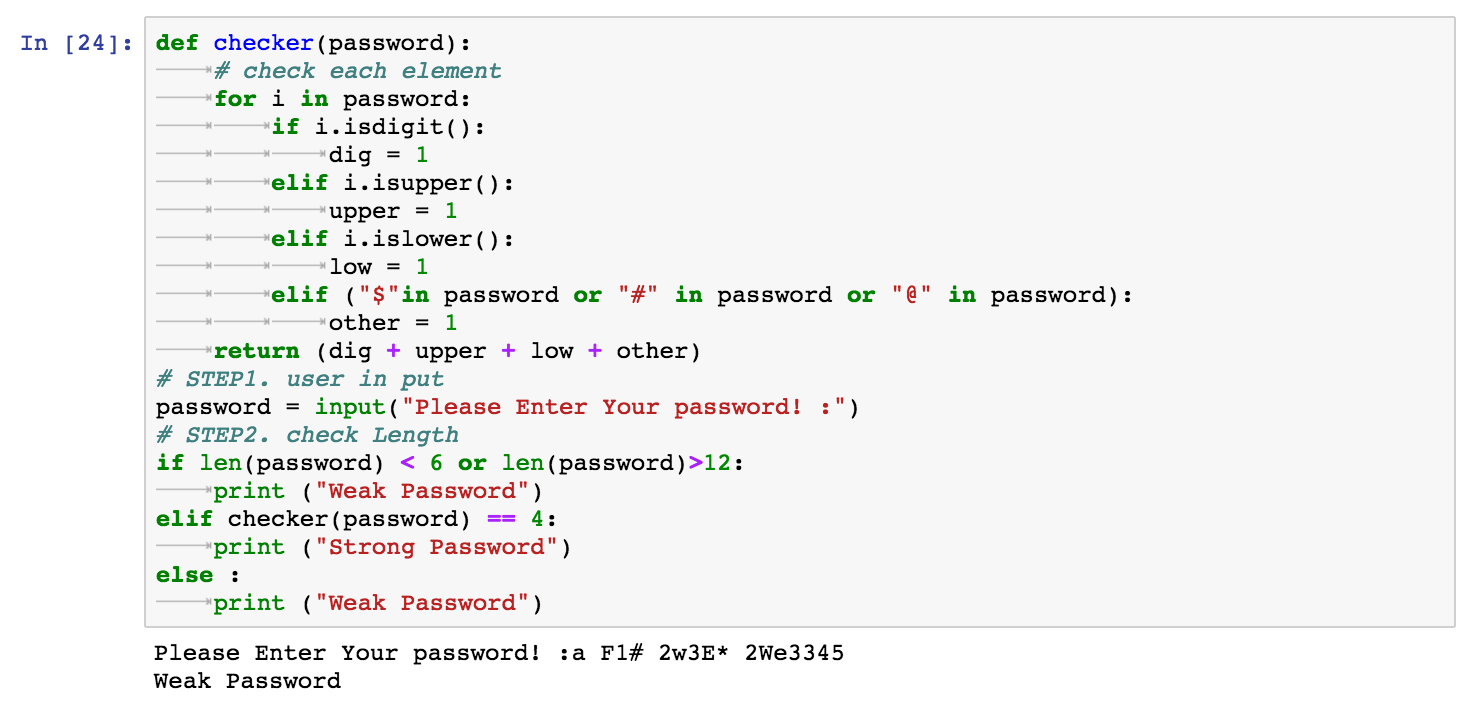 In [24]: def checker(password):
# check each element
for i in password:
if i.isdigit():
dig = 1
elif i.isupper():
upper = 1
elif i.islower():
low = 1
elif ("$"in password or "#" in password or "@" in password):
other = 1
return (dig + upper + low + other)
# STEP1. user in put
password = input("Please Enter Your password! :")
# STEP2. check Length
if len(password) < 6 or len(password)>12:
print ("Weak Password")
elif checker(password) == 4:
print ("Strong Password")
else :
print ("Weak Password")
Please Enter Your password! :a F1# 2w3E* 2We3345
Weak Password